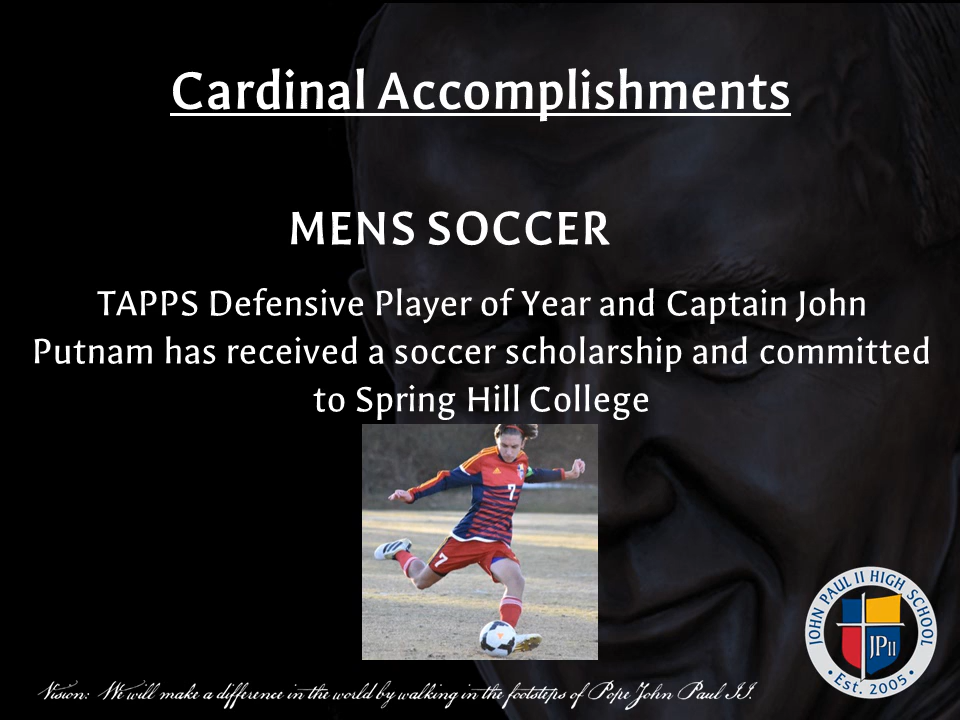 Cardinal Accomplishments
MENS SOCCER
TAPPS Defensive Player of Year and Captain John
Putnam has received a soccer scholarship and committed
to Spring Hill College
7
7
JOHN PAUL II HIGH SCHOOL
JPII
• Est. 2005 •
Vision: We will make a difference in the world by walking in the footsteps of Pope John Paul II.